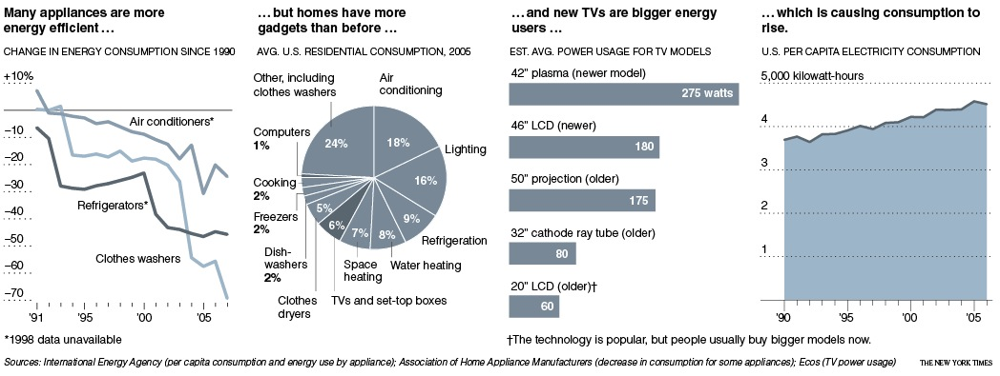 Many appliances are more
energy efficient ...
CHANGE IN ENERGY CONSUMPTION SINCE 1990
+10%
–10
–20
–30
–40
–50
–60
–70
Air conditioners*
Refrigerators*
Clothes washers
'91
'95
'00
'05
*1998 data unavailable
... but homes have more
gadgets than before ...
AVG. U.S. RESIDENTIAL CONSUMPTION, 2005
Other, including
clothes washers
24%
Air
conditioning
18%
Computers
1%
Lighting
16%
Cooking
2%
Freezers
2%
Dish-
washers
2%
5%
6%
7%
8%
9%
Refrigeration
Space
heating
Water heating
Clothes
dryers
TVs and set-top boxes
... and new TVs are bigger energy
users ...
EST. AVG. POWER USAGE FOR TV MODELS
42" plasma (newer model)
275 watts
46" LCD (newer)
180
50" projection (older)
175
32" cathode ray tube (older)
80
20" LCD (older)†
60
†The technology is popular, but people usually buy bigger models now.
... which is causing consumption to
rise.
U.S. PER CAPITA ELECTRICITY CONSUMPTION
5,000 kilowatt-hours
4
3
2
1
'90
'95
'00
'05
Sources: International Energy Agency (per capita consumption and energy use by appliance); Association of Home Appliance Manufacturers (decrease in consumption for some appliances); Ecos (TV power usage)
THE NEW YORK TIMES